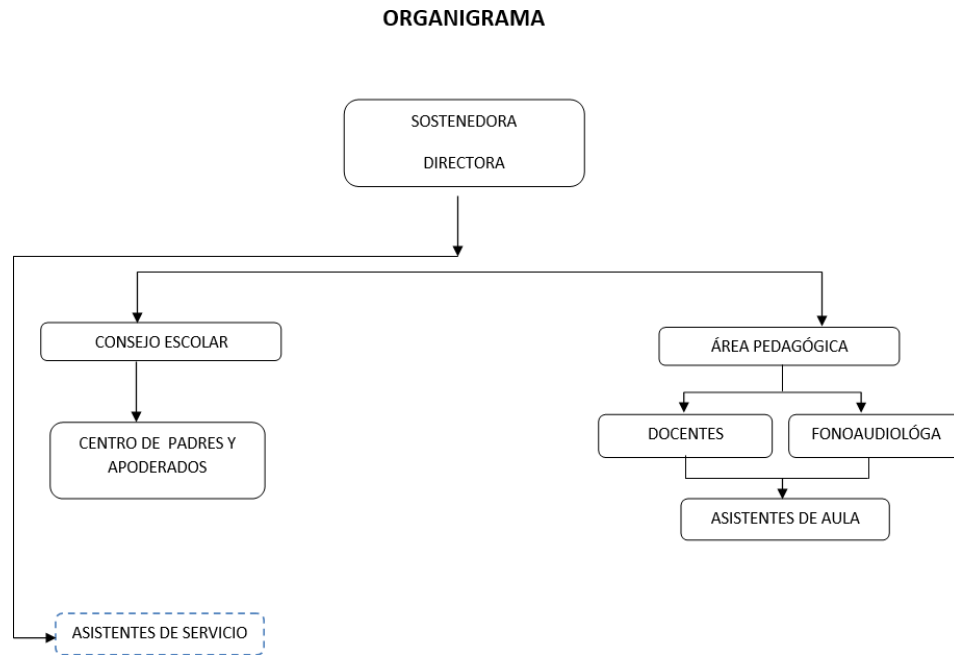 ORGANIGRAMA
SOSTENEDORA
DIRECTORA
CONSEJO ESCOLAR
ÁREA PEDAGÓGICA
CENTRO DE PADRES Y
APODERADOS
DOCENTES
FONOAUDIOLÓGA
ASISTENTES DE AULA
ASISTENTES DE SERVICIO